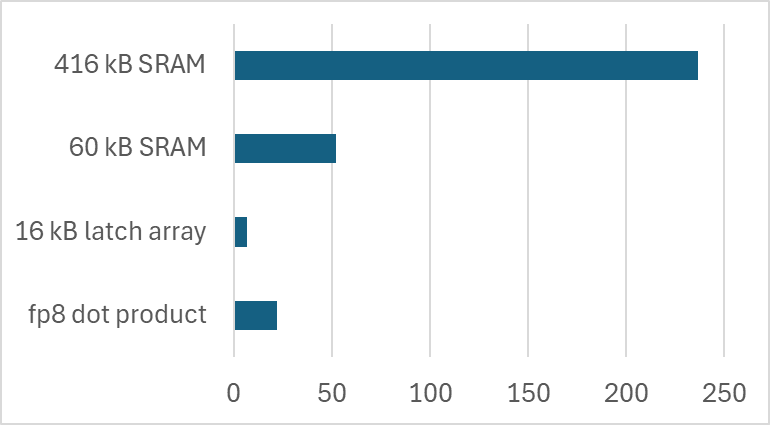 416 kB SRAM
60 kB SRAM
16 kB latch array
fp8 dot product
0 50 100 150 200 250